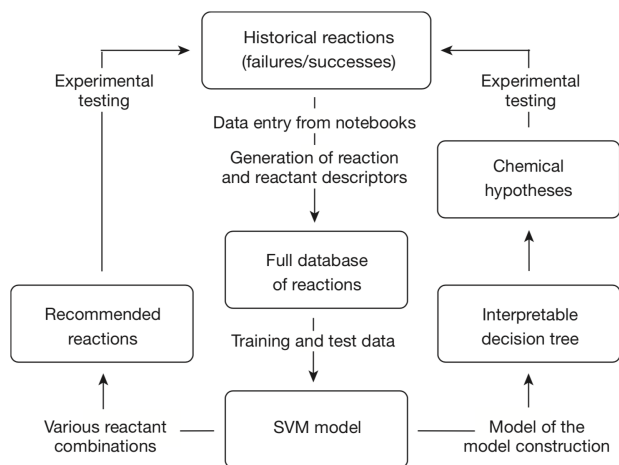 Historical reactions
(failures/successes)
Experimental
testing
Experimental
testing
Data entry from notebooks
Generation of reaction
and reactant descriptors
Chemical
hypotheses
Full database
of reactions
Recommended
reactions
Interpretable
decision tree
Training and test data
Various reactant
combinations
SVM model
Model of the
model construction